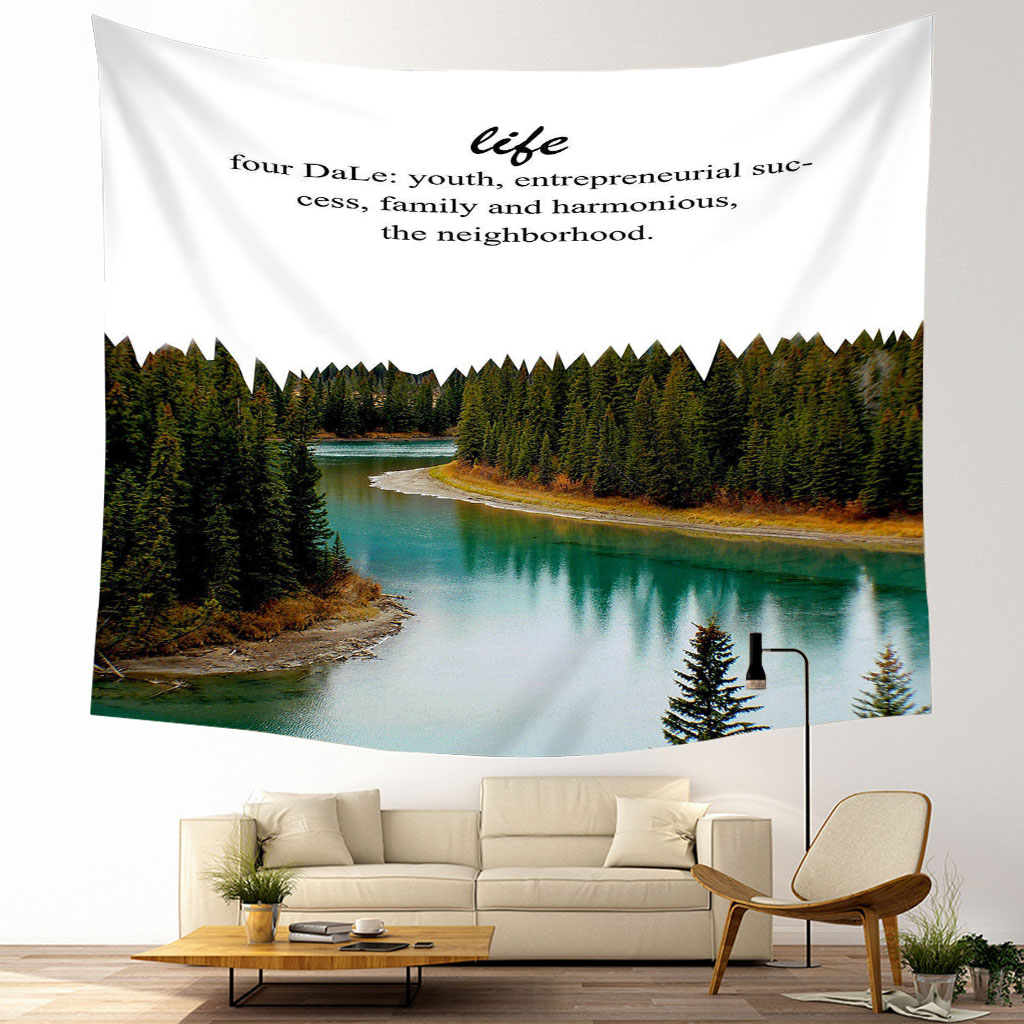 life
four DaLe: youth, entrepreneurial suc-
cess, family and harmonious,
the neighborhood.